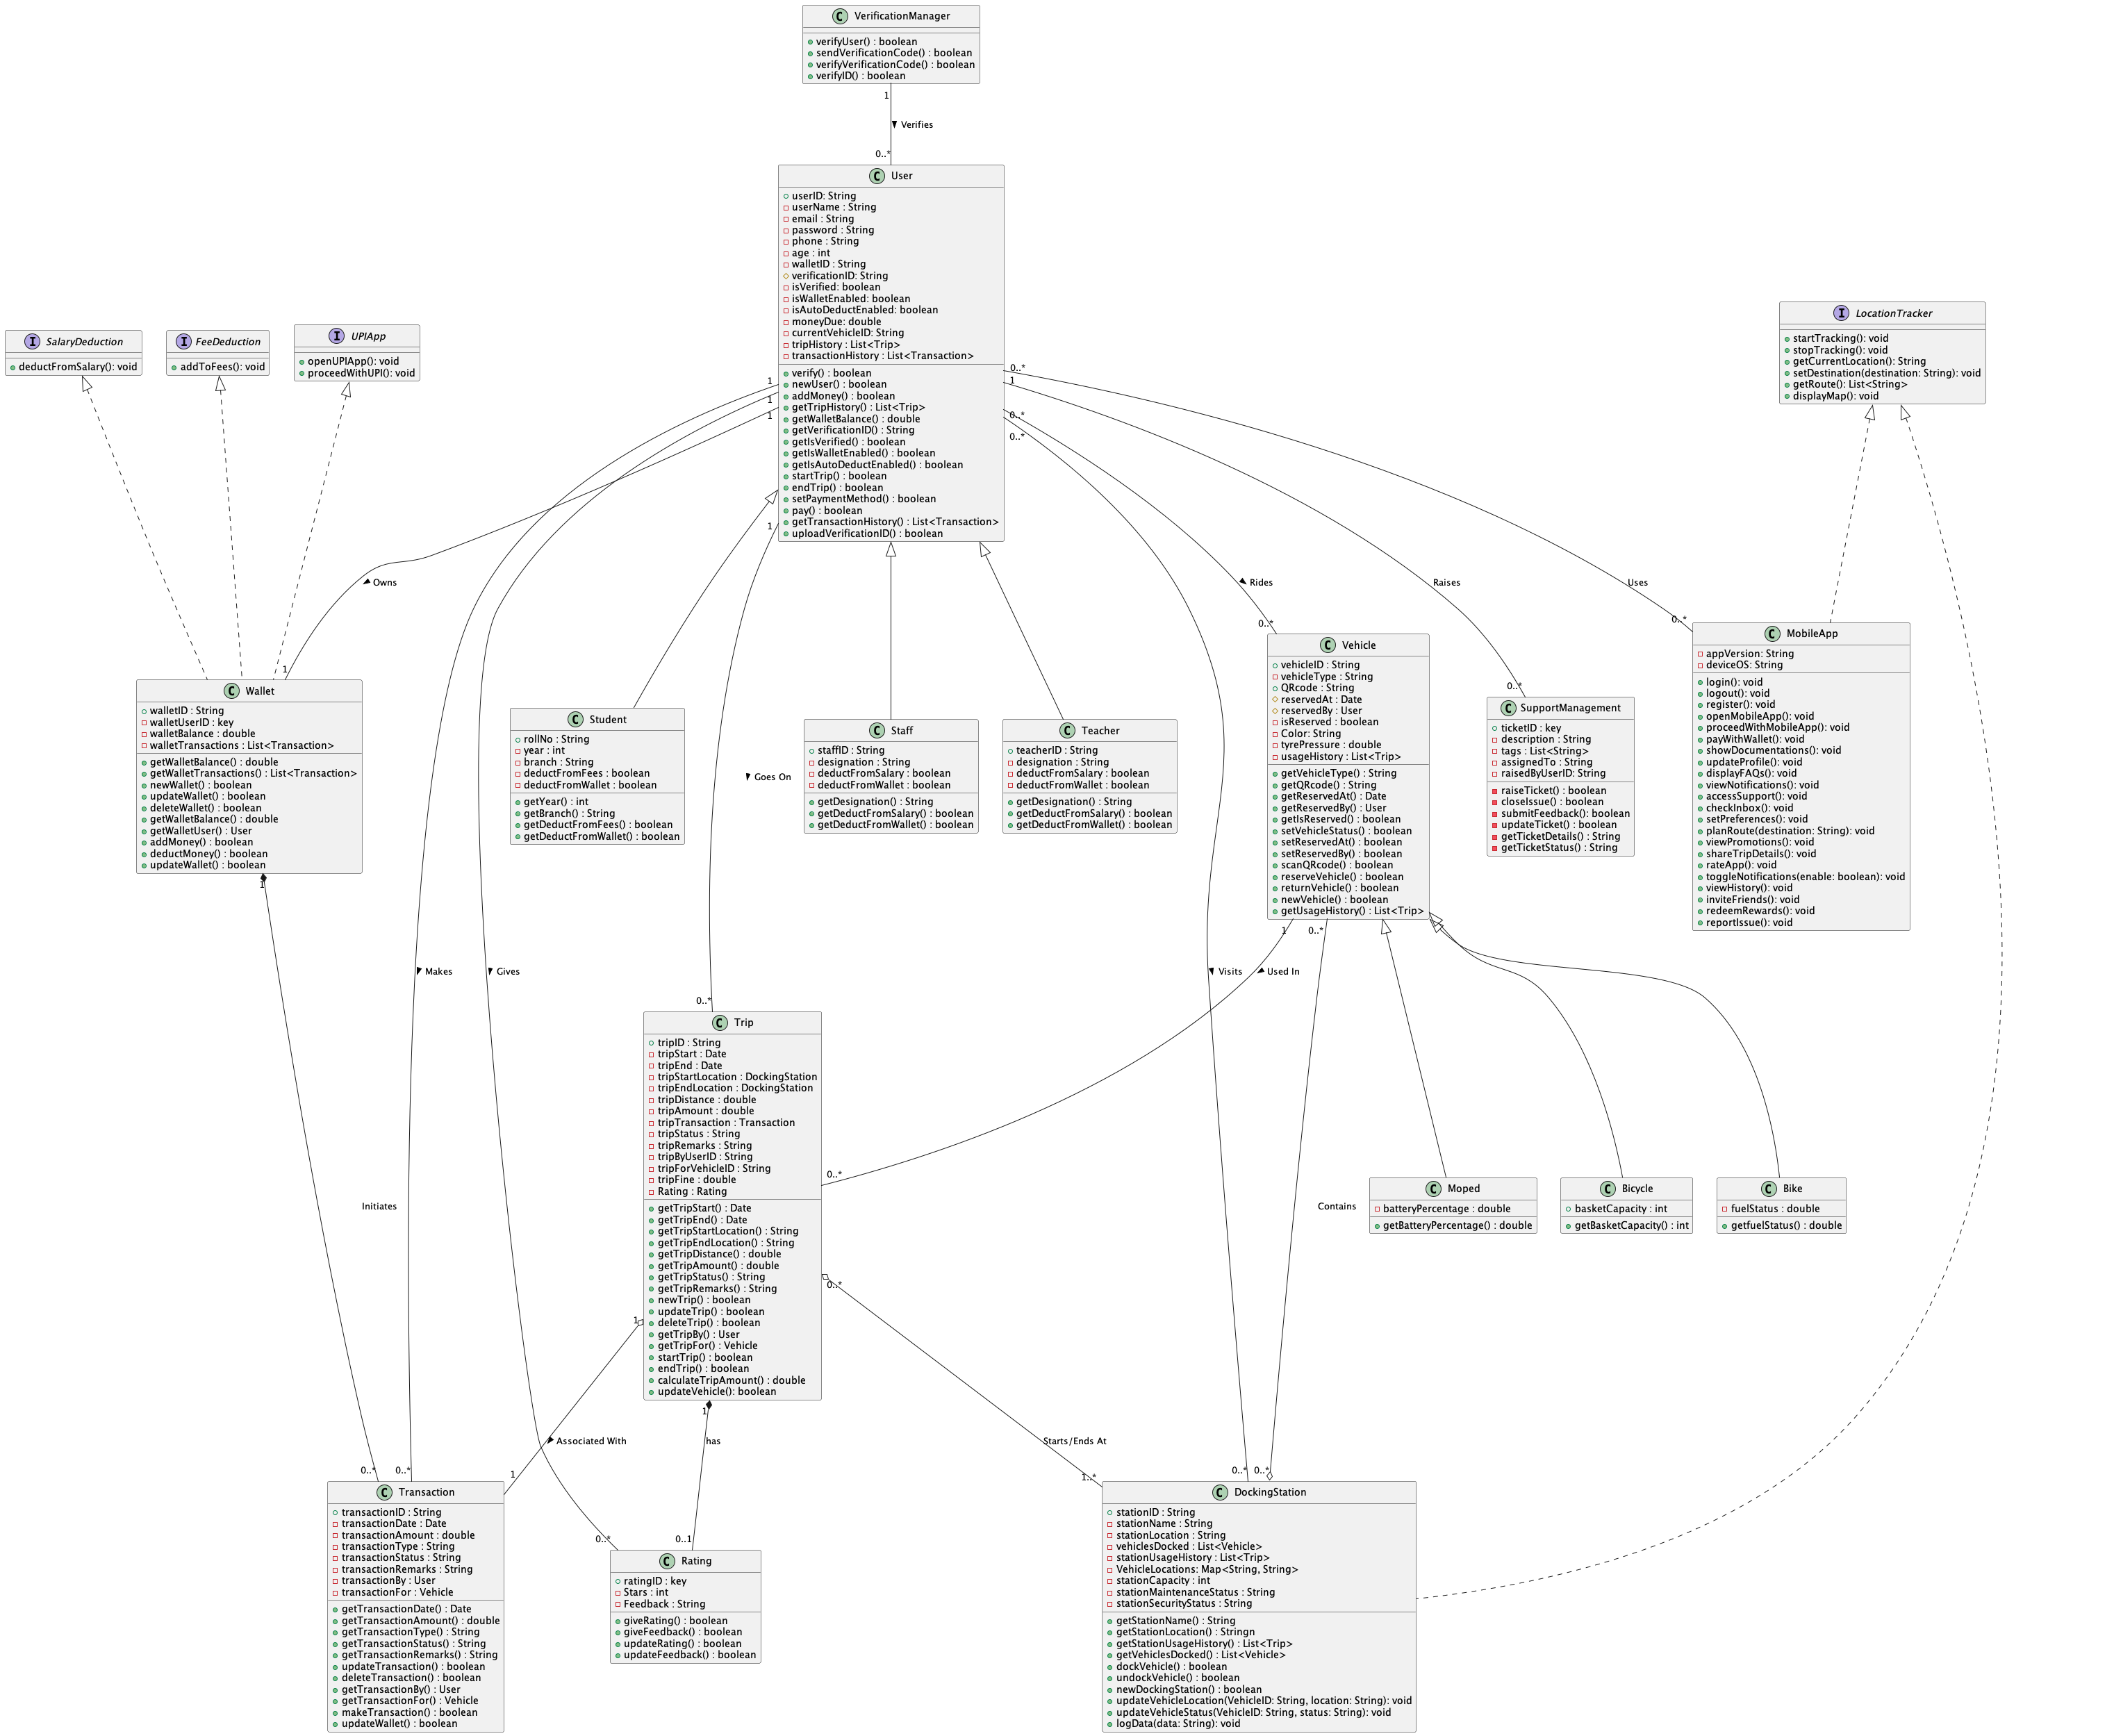 VerificationManager
verifyUser() : boolean
sendVerificationCode() : boolean
verifyVerificationCode() : boolean
verifyID() : boolean
1
Verifies
0..*
User
userID: String
userName : String
email : String
password : String
phone : String
age : int
walletID : String
verificationID: String
isVerified: boolean
isWalletEnabled: boolean
isAutoDeductEnabled: boolean
moneyDue: double
currentVehicleID: String
tripHistory : List<Trip>
transactionHistory : List<Transaction>
verify() : boolean
newUser() : boolean
addMoney() : boolean
getTripHistory() : List<Trip>
getWalletBalance() : double
getVerificationID() : String
getIsVerified() : boolean
getIsWalletEnabled() : boolean
getIsAutoDeductEnabled() : boolean
startTrip() : boolean
endTrip() : boolean
setPaymentMethod() : boolean
pay() : boolean
getTransactionHistory() : List<Transaction>
uploadVerificationID() : boolean
SalaryDeduction
deductFromSalary(): void
FeeDeduction
addToFees(): void
UPIApp
openUPIApp(): void
proceedWithUPI(): void
LocationTracker
startTracking(): void
stopTracking(): void
getCurrentLocation(): String
setDestination(destination: String): void
getRoute(): List<String>
displayMap(): void
1
1
1
1
0..*
1
0..*
0..*
Owns
Rides
Raises
Uses
1
0..*
0..*
0..*
Wallet
walletID : String
walletUserID : key
walletBalance : double
walletTransactions : List<Transaction>
getWalletBalance() : double
getWalletTransactions() : List<Transaction>
newWallet() : boolean
updateWallet() : boolean
deleteWallet() : boolean
getWalletBalance() : double
getWalletUser() : User
addMoney() : boolean
deductMoney() : boolean
updateWallet() : boolean
1
Student
rollNo : String
year : int
branch : String
deductFromFees : boolean
deductFromWallet : boolean
getYear() : int
getBranch() : String
getDeductFromFees() : boolean
getDeductFromWallet() : boolean
Goes On
Staff
staffID : String
designation : String
deductFromSalary : boolean
deductFromWallet : boolean
getDesignation() : String
getDeductFromSalary() : boolean
getDeductFromWallet() : boolean
Teacher
teacherID : String
designation : String
deductFromSalary : boolean
deductFromWallet : boolean
getDesignation() : String
getDeductFromSalary() : boolean
getDeductFromWallet() : boolean
Vehicle
vehicleID : String
vehicleType : String
QRcode : String
reservedAt : Date
reservedBy : User
isReserved : boolean
Color: String
tyrePressure : double
usageHistory : List<Trip>
getVehicleType() : String
getQRcode() : String
getReservedAt() : Date
getReservedBy() : User
getIsReserved() : boolean
setVehicleStatus() : boolean
setReservedAt() : boolean
setReservedBy() : boolean
scanQRcode() : boolean
reserveVehicle() : boolean
returnVehicle() : boolean
newVehicle() : boolean
getUsageHistory() : List<Trip>
SupportManagement
ticketID : key
description : String
tags : List<String>
assignedTo : String
raisedByUserID: String
raiseTicket() : boolean
closeIssue() : boolean
submitFeedback(): boolean
updateTicket() : boolean
getTicketDetails() : String
getTicketStatus() : String
MobileApp
appVersion: String
deviceOS: String
login(): void
logout(): void
register(): void
openMobileApp(): void
proceedWithMobileApp(): void
payWithWallet(): void
showDocumentations(): void
updateProfile(): void
displayFAQs(): void
viewNotifications(): void
accessSupport(): void
checkInbox(): void
setPreferences(): void
planRoute(destination: String): void
viewPromotions(): void
shareTripDetails(): void
rateApp(): void
toggleNotifications(enable: boolean): void
viewHistory(): void
inviteFriends(): void
redeemRewards(): void
reportIssue(): void
1
0..*
Makes
Gives
Visits
Used In
0..*
Trip
tripID : String
tripStart : Date
tripEnd : Date
tripStartLocation : DockingStation
tripEndLocation : DockingStation
tripDistance : double
tripAmount : double
tripTransaction : Transaction
tripStatus : String
tripRemarks : String
tripByUserID : String
tripForVehicleID : String
tripFine : double
Rating : Rating
getTripStart() : Date
getTripEnd() : Date
getTripStartLocation() : String
getTripEndLocation() : String
getTripDistance() : double
getTripAmount() : double
getTripStatus() : String
getTripRemarks() : String
newTrip() : boolean
updateTrip() : boolean
deleteTrip() : boolean
getTripBy() : User
getTripFor() : Vehicle
startTrip() : boolean
endTrip() : boolean
calculateTripAmount() : double
updateVehicle(): boolean
0..*
Initiates
Contains
Moped
batteryPercentage : double
getBatteryPercentage() : double
Bicycle
basketCapacity : int
getBasketCapacity() : int
Bike
fuelStatus : double
getfuelStatus() : double
0..*
1
1
Associated With
has
Starts/Ends At
0..*
0..*
1
1..*
0..*
0..*
Transaction
transactionID : String
transactionDate : Date
transactionAmount : double
transactionType : String
transactionStatus : String
transactionRemarks : String
transactionBy : User
transactionFor : Vehicle
getTransactionDate() : Date
getTransactionAmount() : double
getTransactionType() : String
getTransactionStatus() : String
getTransactionRemarks() : String
updateTransaction() : boolean
deleteTransaction() : boolean
getTransactionBy() : User
getTransactionFor() : Vehicle
makeTransaction() : boolean
updateWallet() : boolean
0..*
0..1
Rating
ratingID : key
Stars : int
Feedback : String
giveRating() : boolean
giveFeedback() : boolean
updateRating() : boolean
updateFeedback() : boolean
DockingStation
stationID : String
stationName : String
stationLocation : String
vehiclesDocked : List<Vehicle>
stationUsageHistory : List<Trip>
VehicleLocations: Map<String, String>
stationCapacity : int
stationMaintenanceStatus : String
stationSecurityStatus : String
getStationName() : String
getStationLocation() : Stringn
getStationUsageHistory() : List<Trip>
getVehiclesDocked() : List<Vehicle>
dockVehicle() : boolean
undockVehicle() : boolean
newDockingStation() : boolean
updateVehicleLocation(VehicleID: String, location: String): void
updateVehicleStatus(VehicleID: String, status: String): void
logData(data: String): void